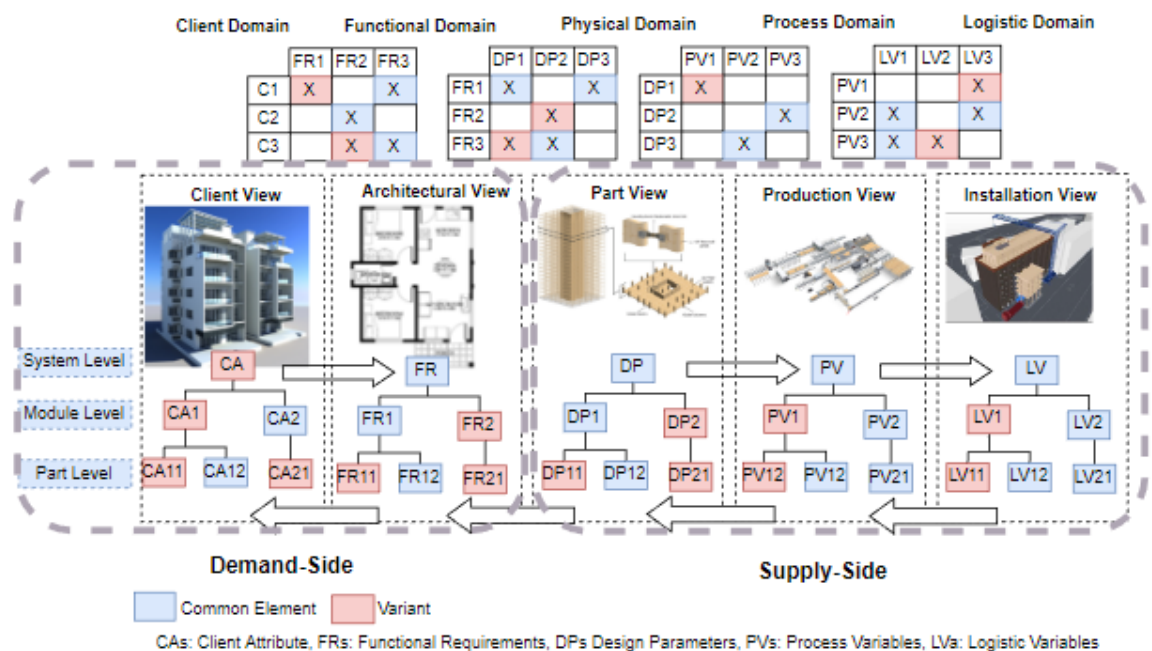 Client Domain Functional Domain Physical Domain Process Domain Logistic Domain
FR1 FR2 FR3
C1 X X
C2 X
C3 X X
DP1 DP2 DP3
FR1 X X
FR2 X
FR3 X X
PV1 PV2 PV3
DP1 X
DP2 X
DP3 X
LV1 LV2 LV3
PV1 X
PV2 X X
PV3 X X
Client View Architectural View Part View Production View Installation View
System Level CA FR DP PV LV
Module Level CA1 CA2 FR1 FR2 DP1 DP2 PV1 PV2 LV1 LV2
Part Level CA11 CA12 CA21 FR11 FR12 FR21 DP11 DP12 DP21 PV12 PV12 PV21 LV11 LV12 LV21
Demand-Side Supply-Side
Common Element Variant
CAs: Client Attribute, FRs: Functional Requirements, DPs Design Parameters, PVs: Process Variables, LVa: Logistic Variables